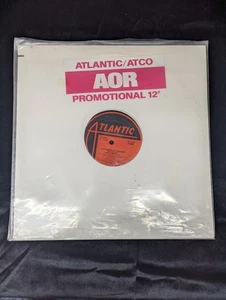 ATLANTIC/ATCO
AOR
PROMOTIONAL 12"
ATLANTIC